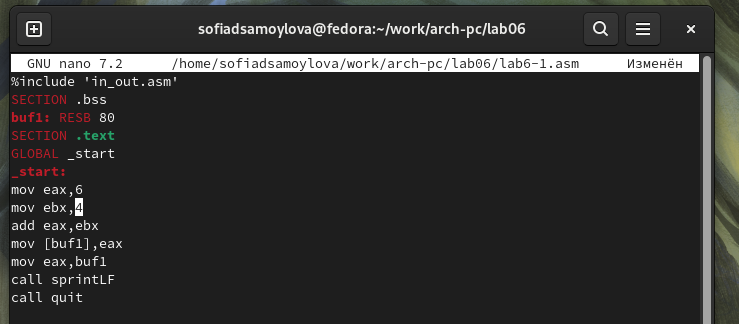 sofiadsamoylova@fedora:~/work/arch-pc/lab06
GNU nano 7.2 /home/sofiadsamoylova/work/arch-pc/lab06/lab6-1.asm Изменён
%include 'in_out.asm'
SECTION .bss
buf1: RESB 80
SECTION .text
GLOBAL _start
_start:
mov eax,6
mov ebx,4
add eax,ebx
mov [buf1],eax
mov eax,buf1
call sprintLF
call quit